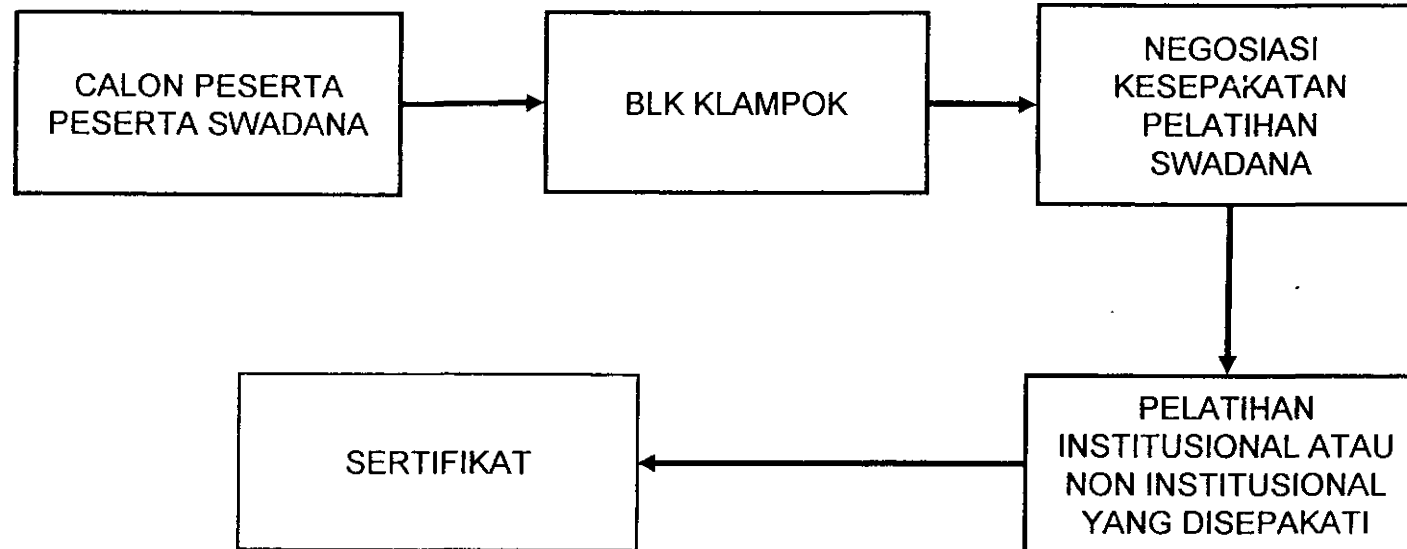 CALON PESERTA
PESERTA SWADANA
BLK KLAMPOK
NEGOSIASI
KESEPAKATAN
PELATIHAN
SWADANA
SERTIFIKAT
PELATIHAN
INSTITUSIONAL ATAU
NON INSTITUSIONAL
YANG DISEPAKATI